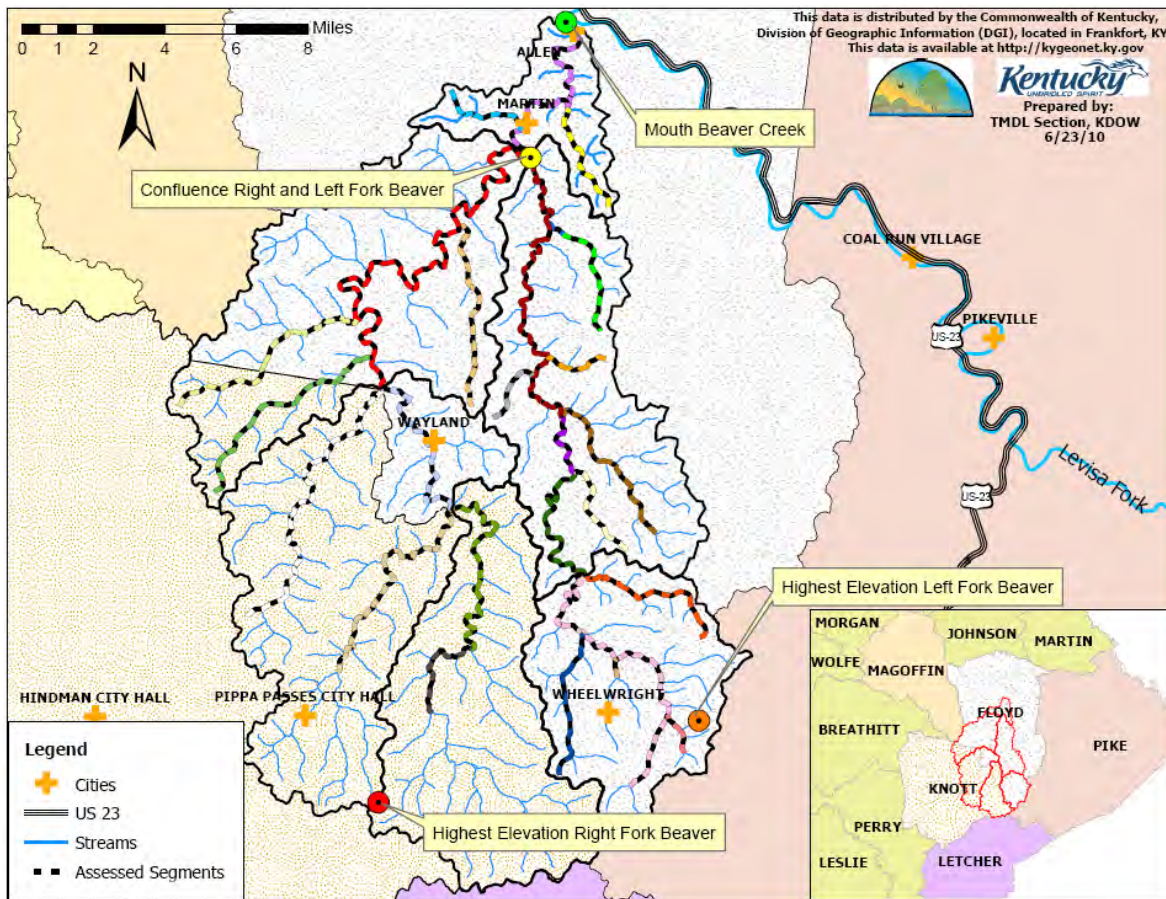 Miles
0 1 2 4 6 8
N
This data is distributed by the Commonwealth of Kentucky,
Division of Geographic Information (DGI), located in Frankfort, KY
This data is available at http://kygeonet.ky.gov
Kentucky
UNBRIDLED SPIRIT
Prepared by:
TMDL Section, KDOW
6/23/10
ALLEN
MARTIN
Mouth Beaver Creek
Confluence Right and Left Fork Beaver
COAL RUN VILLAGE
PIKEVILLE
US-23
WAYLAND
Levisa Fork
US-23
Highest Elevation Left Fork Beaver
HINDMAN CITY HALL
PIPPA PASSES CITY HALL
WHEELWRIGHT
Highest Elevation Right Fork Beaver
Legend
Cities
US 23
Streams
Assessed Segments
MORGAN
JOHNSON
MARTIN
WOLFE
MAGOFFIN
FLOYD
BREATHITT
PIKE
KNOTT
PERRY
LESLIE
LETCHER